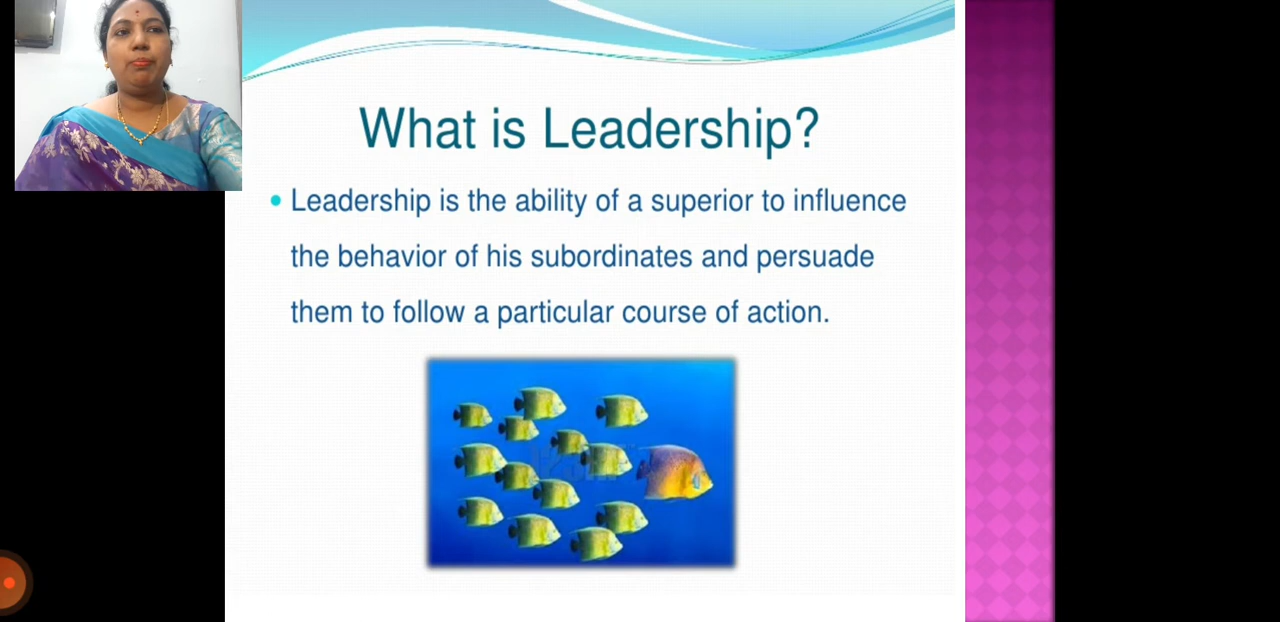 What is Leadership?
Leadership is the ability of a superior to influence
the behavior of his subordinates and persuade
them to follow a particular course of action.